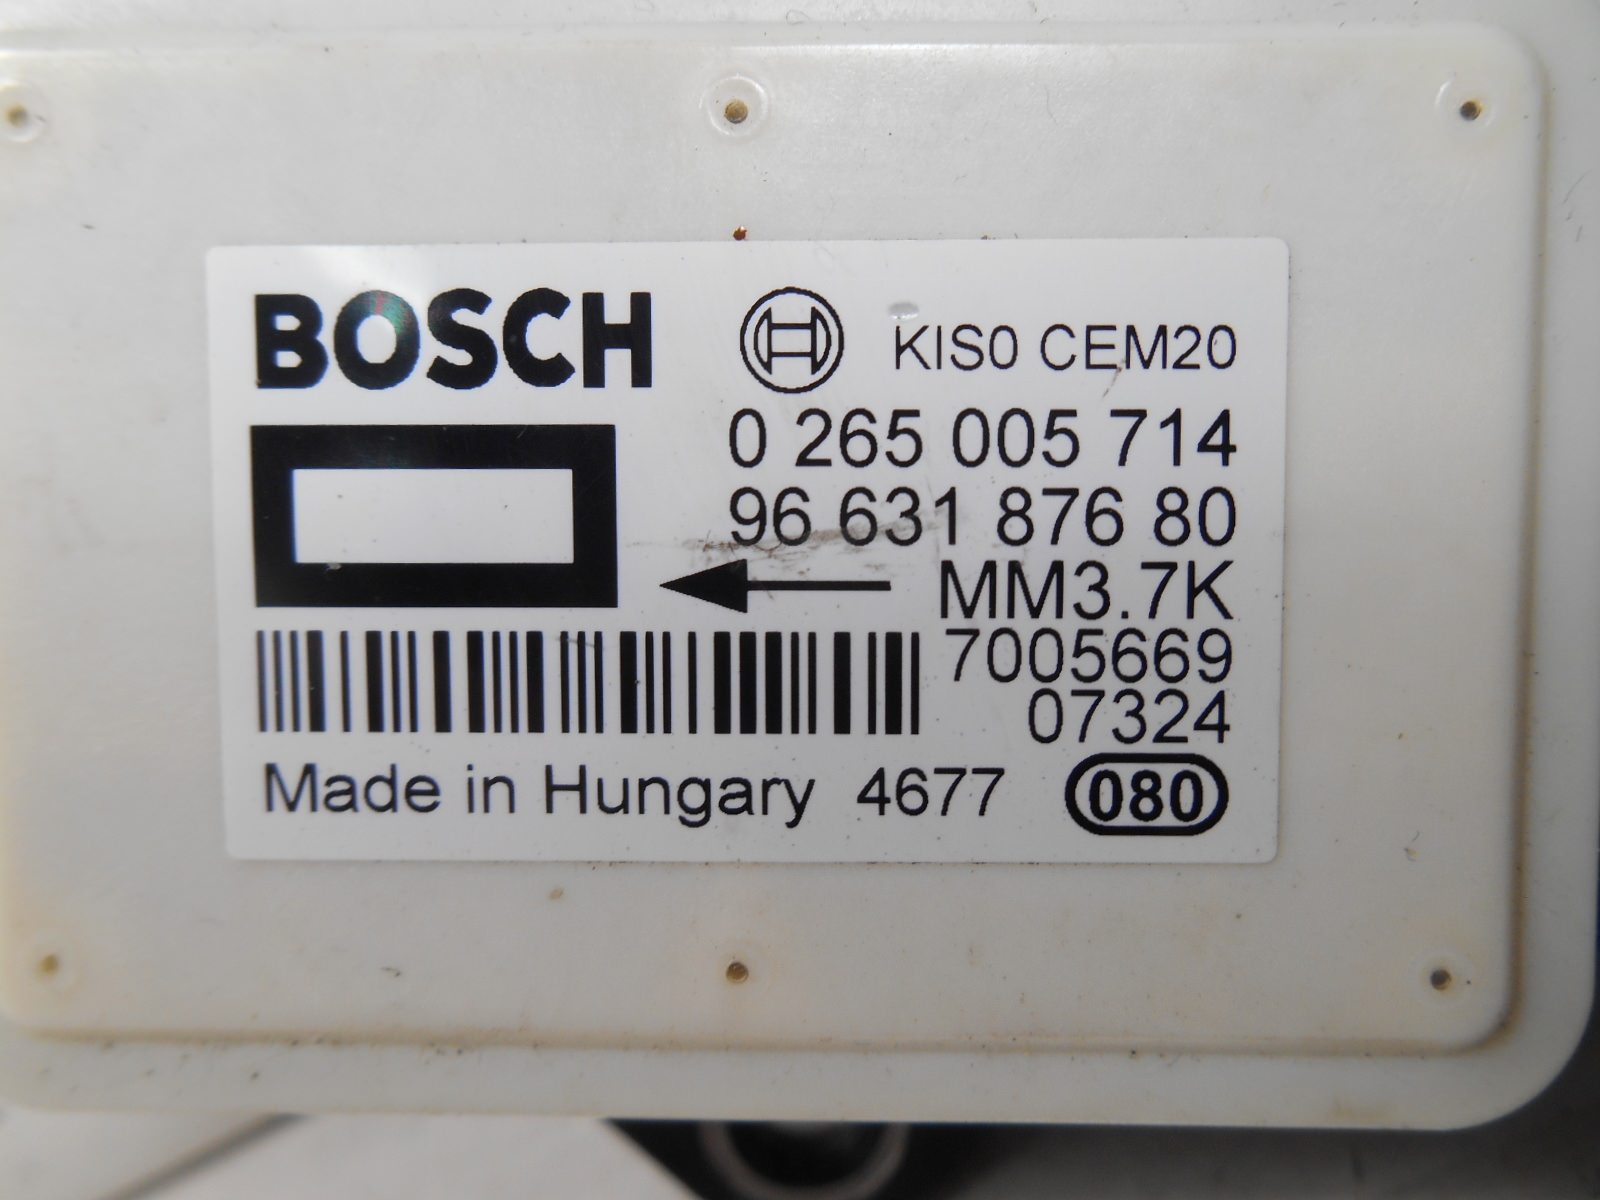 BOSCH KIS0 CEM20
0 265 005 714
96 631 876 80
MM3.7K
7005669
07324
Made in Hungary 4677 080